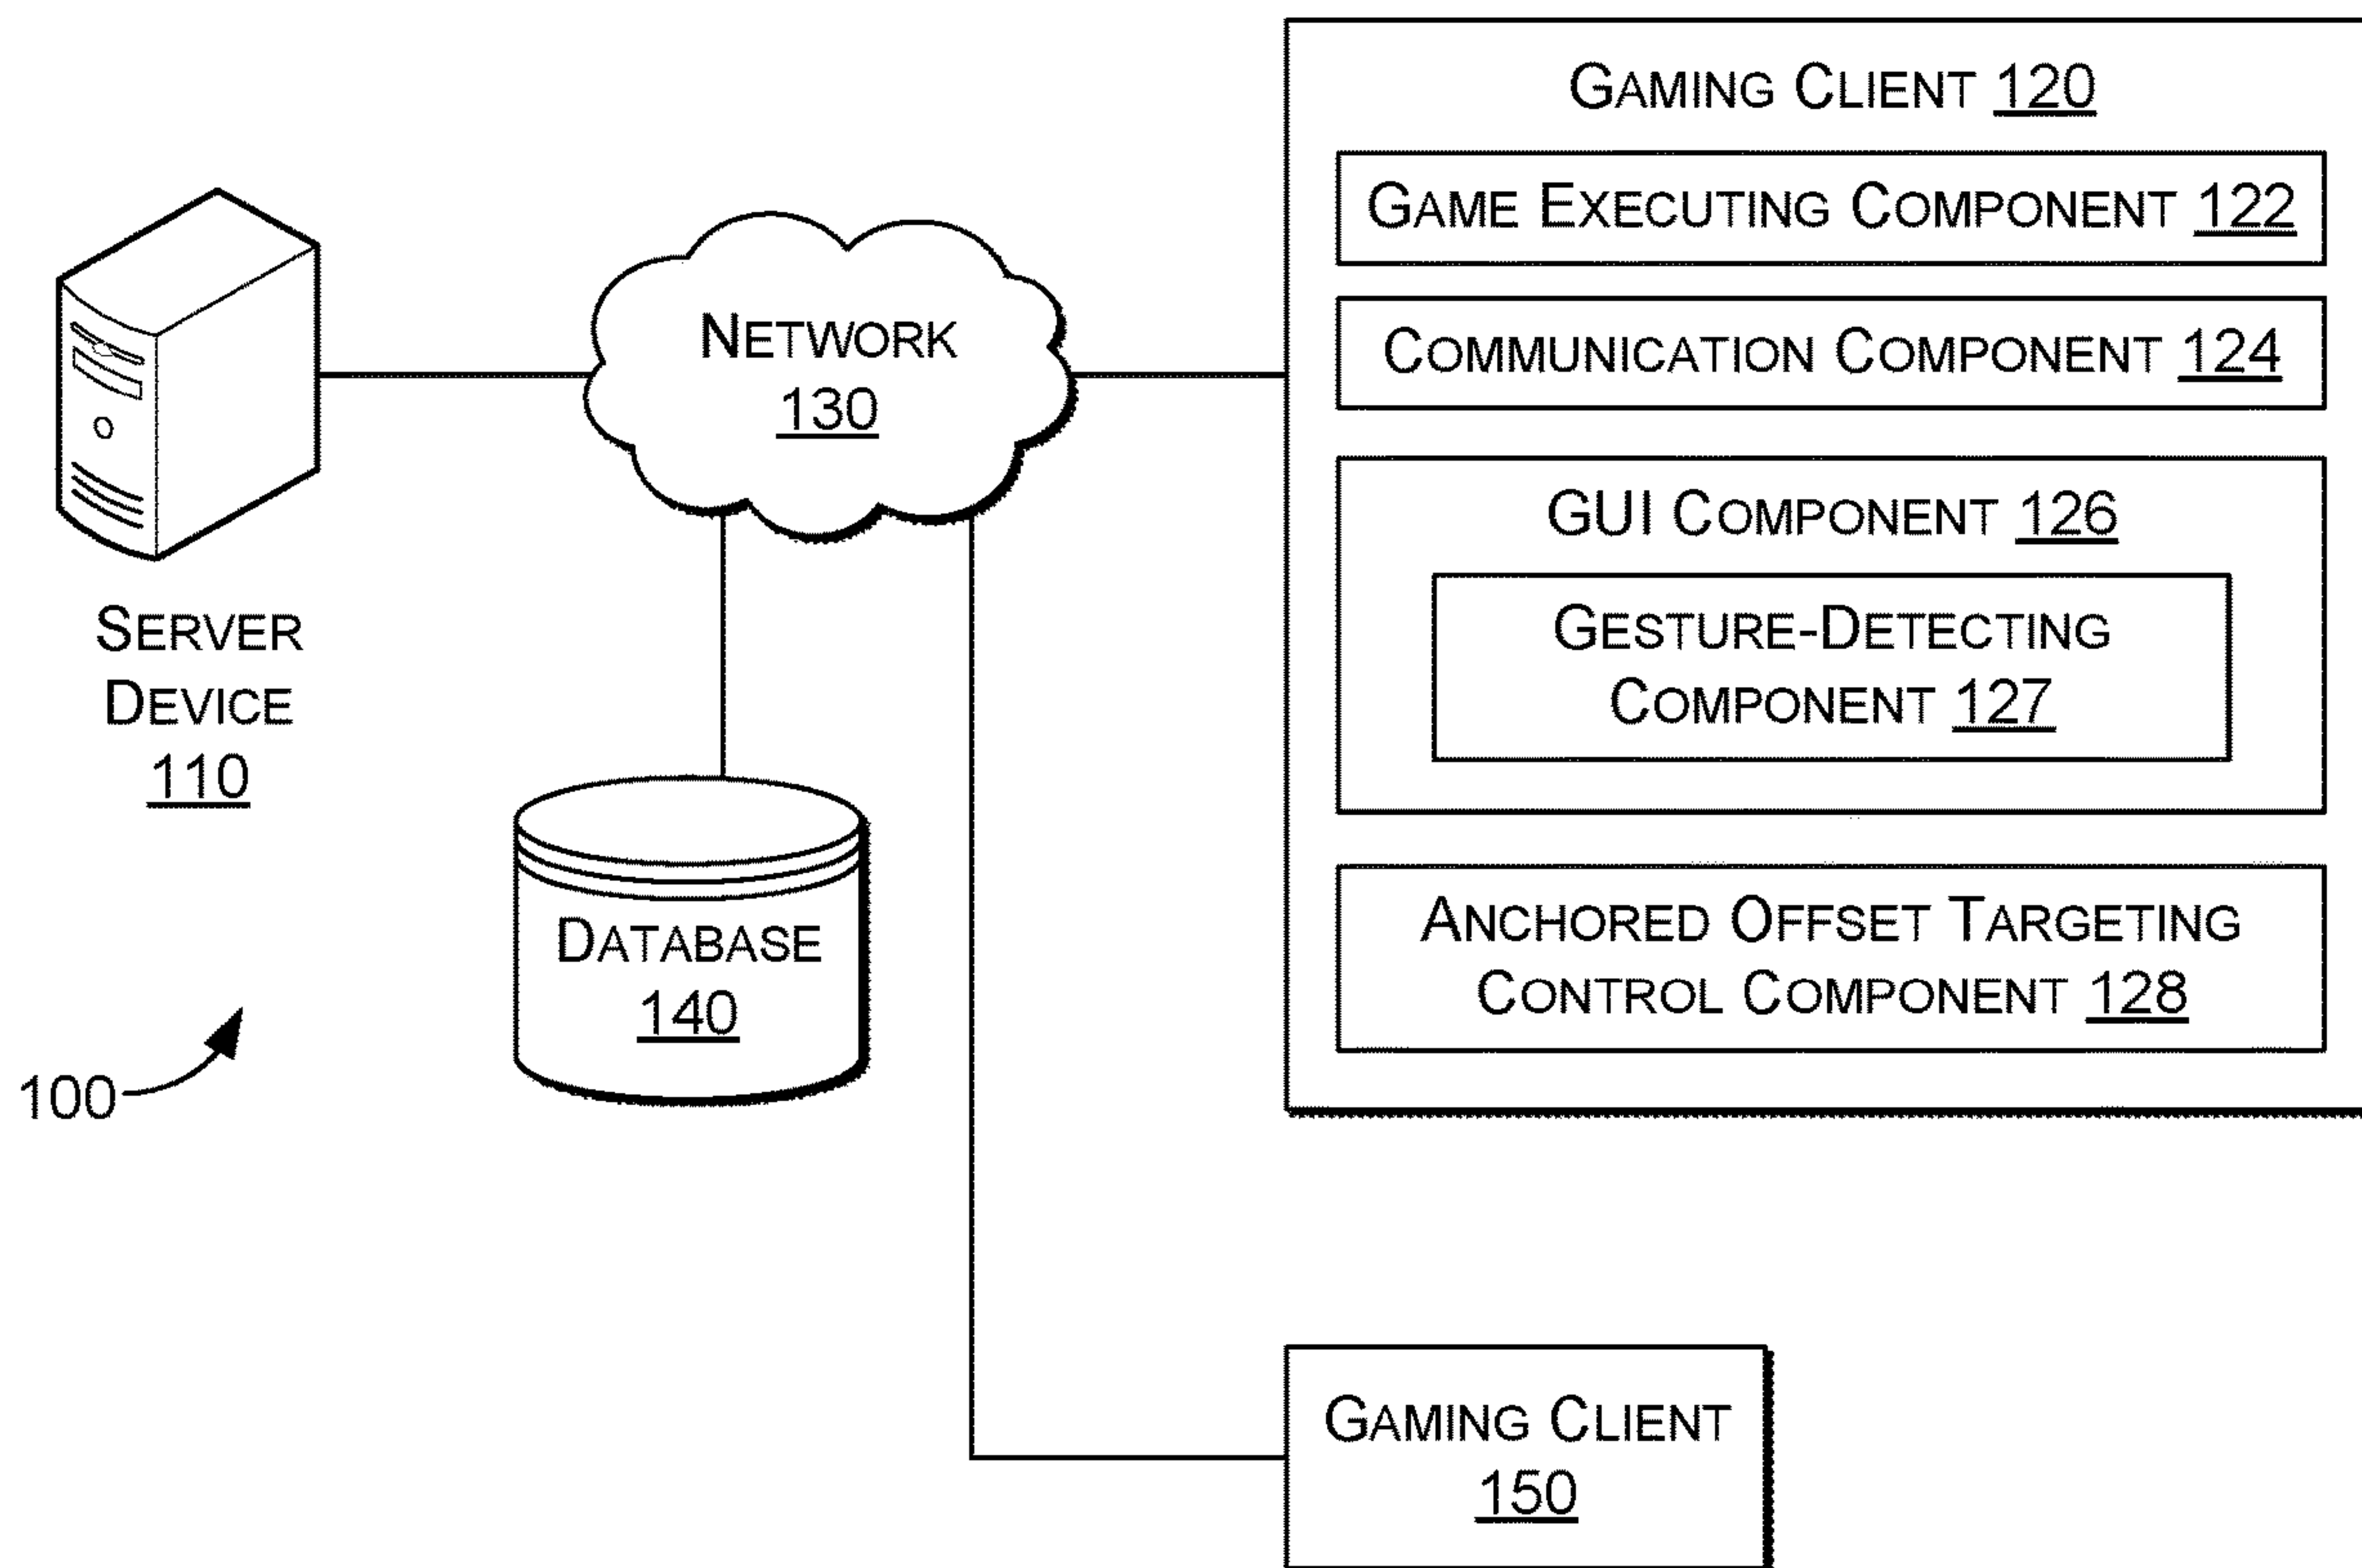 GAMING CLIENT 120
GAME EXECUTING COMPONENT 122
COMMUNICATION COMPONENT 124
GUI COMPONENT 126
GESTURE-DETECTING
COMPONENT 127
ANCHORED OFFSET TARGETING
CONTROL COMPONENT 128
NETWORK
130
SERVER
DEVICE
110
DATABASE
140
100
GAMING CLIENT
150